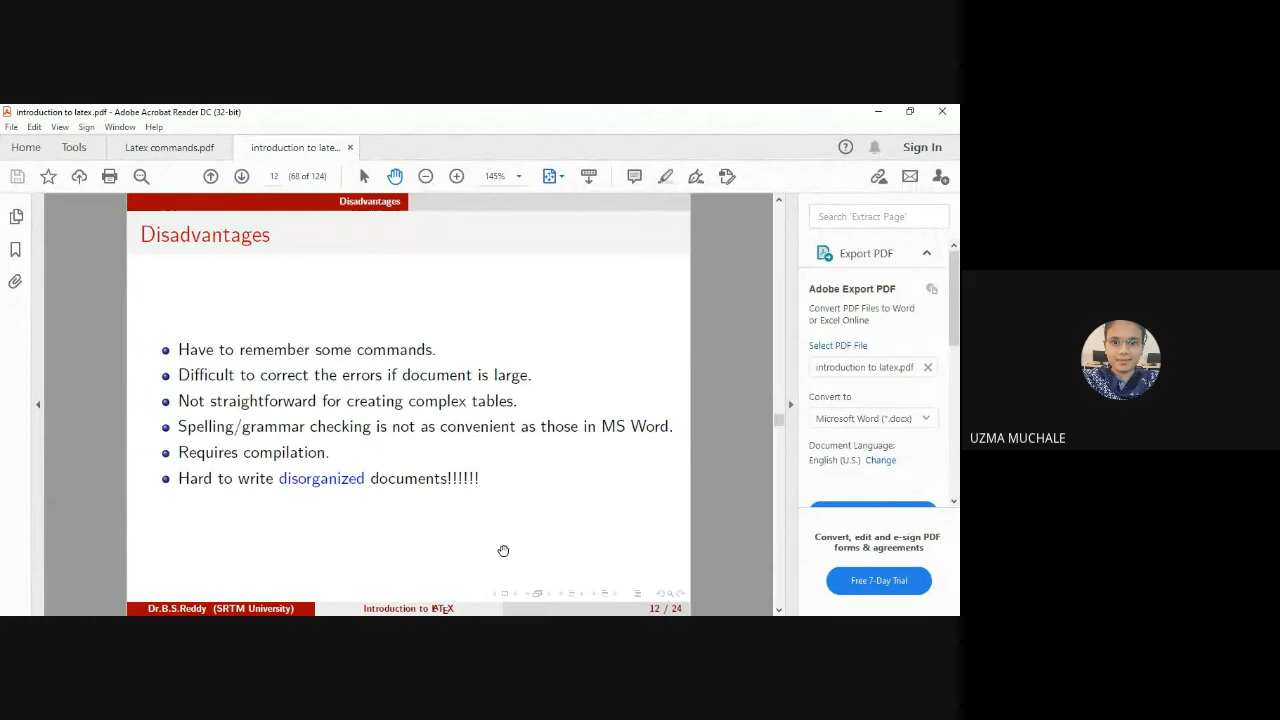 introduction to latex.pdf - Adobe Acrobat Reader DC (32-bit)
File Edit View Sign Window Help
Home Tools Latex commands.pdf introduction to late... × Sign In
12 (68 of 124) 145%
Disadvantages
Disadvantages
Have to remember some commands.
Difficult to correct the errors if document is large.
Not straightforward for creating complex tables.
Spelling/grammar checking is not as convenient as those in MS Word.
Requires compilation.
Hard to write disorganized documents!!!!!!
Dr.B.S.Reddy (SRTM University) Introduction to LATEX 12 / 24
Search 'Extract Page'
Export PDF
Adobe Export PDF
Convert PDF Files to Word
or Excel Online
Select PDF File
introduction to latex.pdf
Convert to
Microsoft Word (*.docx)
Document Language:
English (U.S.) Change
Convert, edit and e-sign PDF
forms & agreements
Free 7-Day Trial
UZMA MUCHALE